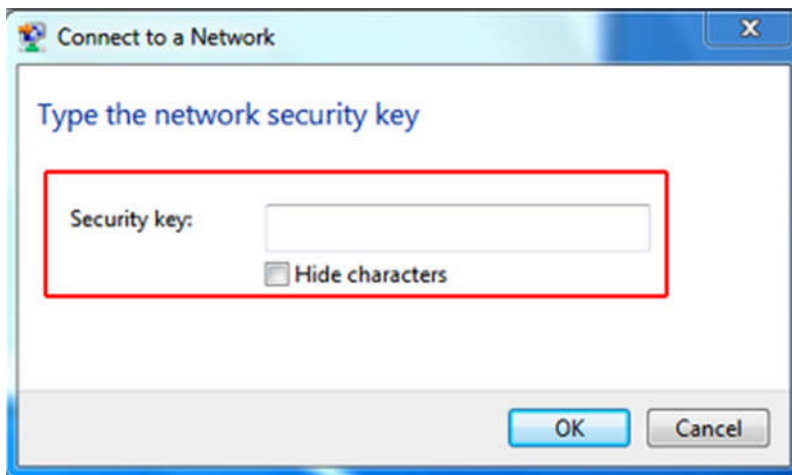 Connect to a Network
X
Type the network security key
Security key:
Hide characters
OK
Cancel